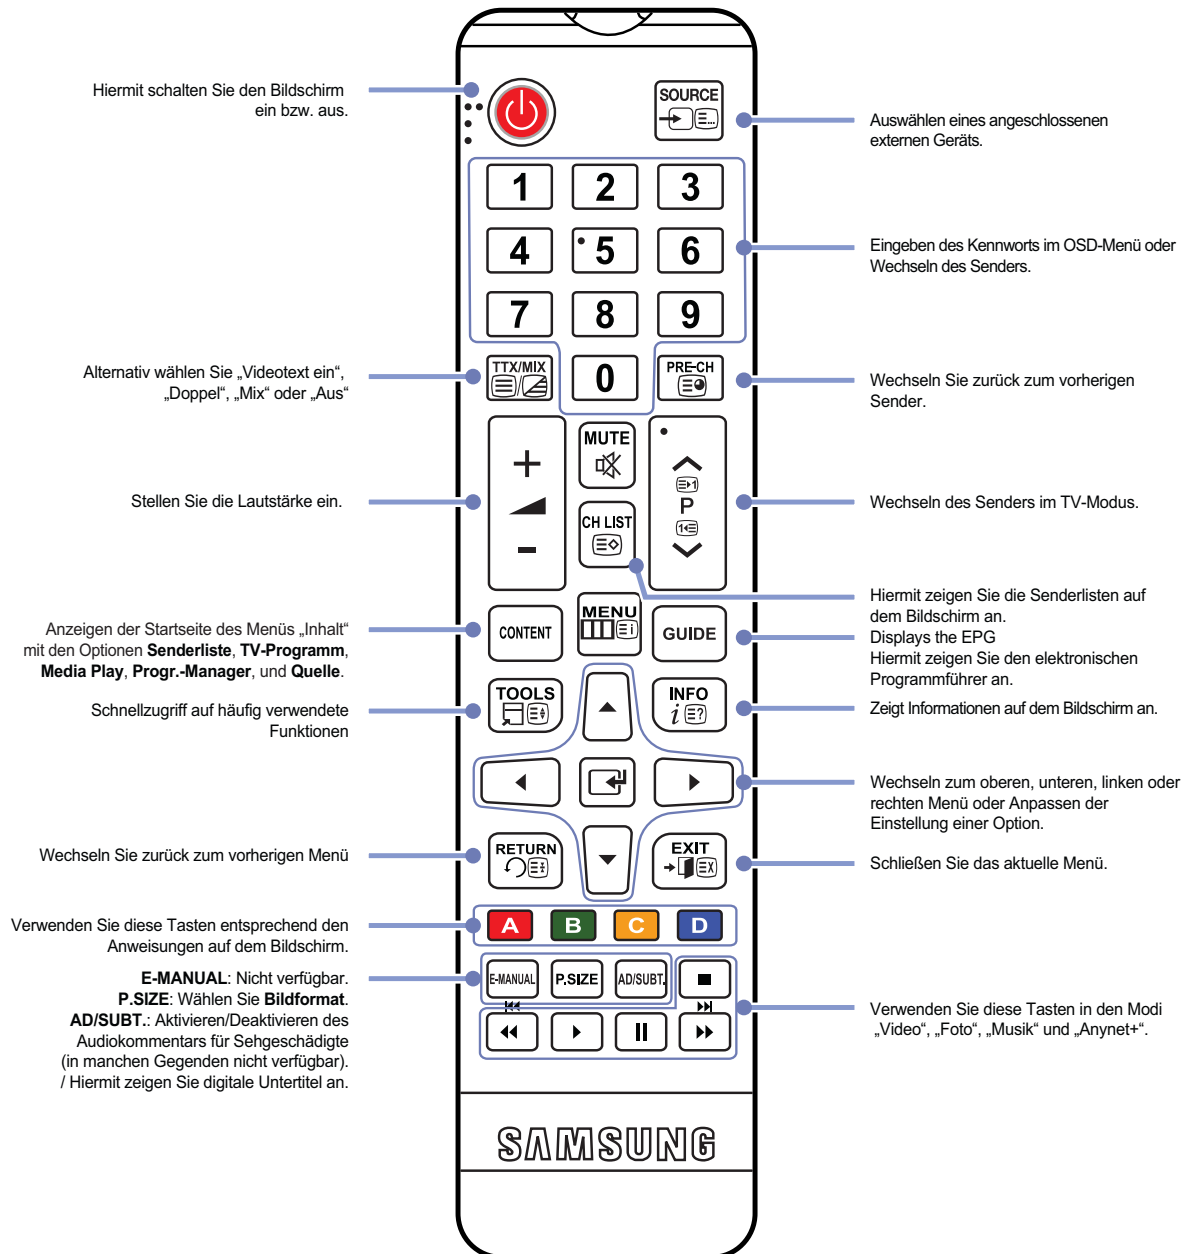 Hiermit schalten Sie den Bildschirm
ein bzw. aus.
SOURCE
Auswählen eines angeschlossenen
externen Geräts.
1 2 3
4 5 6
7 8 9
Eingeben des Kennworts im OSD-Menü oder
Wechseln des Senders.
Alternativ wählen Sie „Videotext ein“,
„Doppel“, „Mix“ oder „Aus“
TTX/MIX
0
PRE-CH
Wechseln Sie zurück zum vorherigen
Sender.
MUTE
Stellen Sie die Lautstärke ein.
+
−
CH LIST
P
Wechseln des Senders im TV-Modus.
Hiermit zeigen Sie die Senderlisten auf
dem Bildschirm an.
Anzeigen der Startseite des Menüs „Inhalt“
mit den Optionen Senderliste, TV-Programm,
Media Play, Progr.-Manager, und Quelle.
CONTENT
MENU
GUIDE
Displays the EPG
Hiermit zeigen Sie den elektronischen
Programmführer an.
Schnellzugriff auf häufig verwendete
Funktionen
TOOLS
INFO
Zeigt Informationen auf dem Bildschirm an.
Wechseln zum oberen, unteren, linken oder
rechten Menü oder Anpassen der
Einstellung einer Option.
Wechseln Sie zurück zum vorherigen Menü
RETURN
EXIT
Schließen Sie das aktuelle Menü.
Verwenden Sie diese Tasten entsprechend den
Anweisungen auf dem Bildschirm.
A B C D
E-MANUAL: Nicht verfügbar.
P.SIZE: Wählen Sie Bildformat.
AD/SUBT.: Aktivieren/Deaktivieren des
Audiokommentars für Sehgeschädigte
(in manchen Gegenden nicht verfügbar).
/ Hiermit zeigen Sie digitale Untertitel an.
E-MANUAL P.SIZE AD/SUBT.
Verwenden Sie diese Tasten in den Modi
„Video“, „Foto“, „Musik“ und „Anynet+“.
SAMSUNG